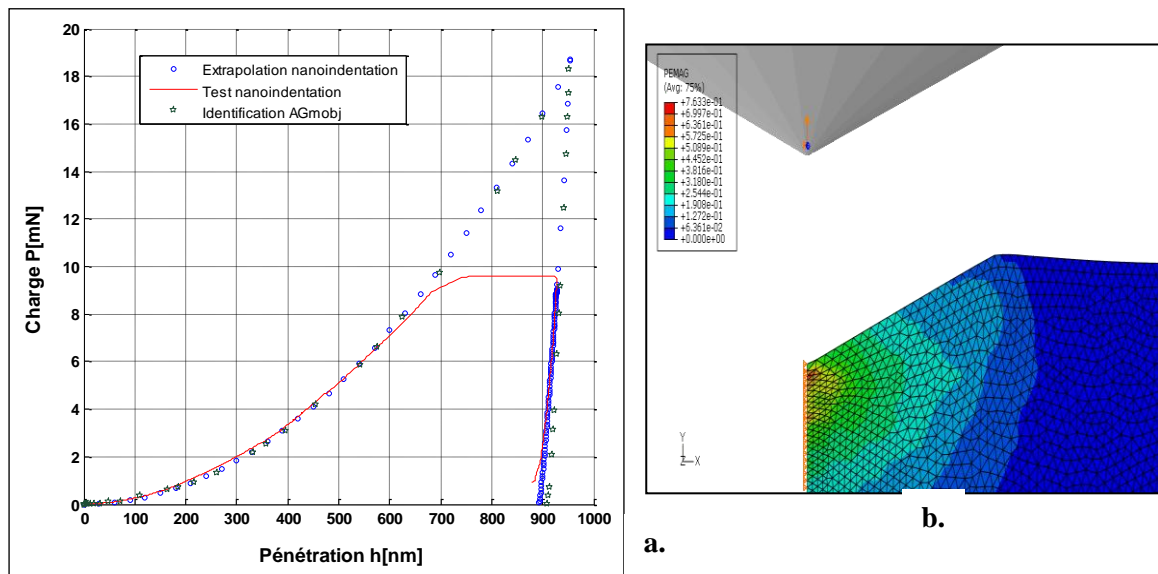 20
18
16
14
12
10
8
6
4
2
0
0 100 200 300 400 500 600 700 800 900 1000
Charge P[mN]
Pénétration h[nm]
Extrapolation nanoindentation
Test nanoindentation
Identification AGmobj
a.
PEMAG
(Avg: 75%)
+7.633e-01
+6.997e-01
+6.361e-01
+5.725e-01
+5.089e-01
+4.452e-01
+3.816e-01
+3.180e-01
+2.544e-01
+1.908e-01
+1.272e-01
+6.361e-02
+0.000e+00
Y
Z X
b.